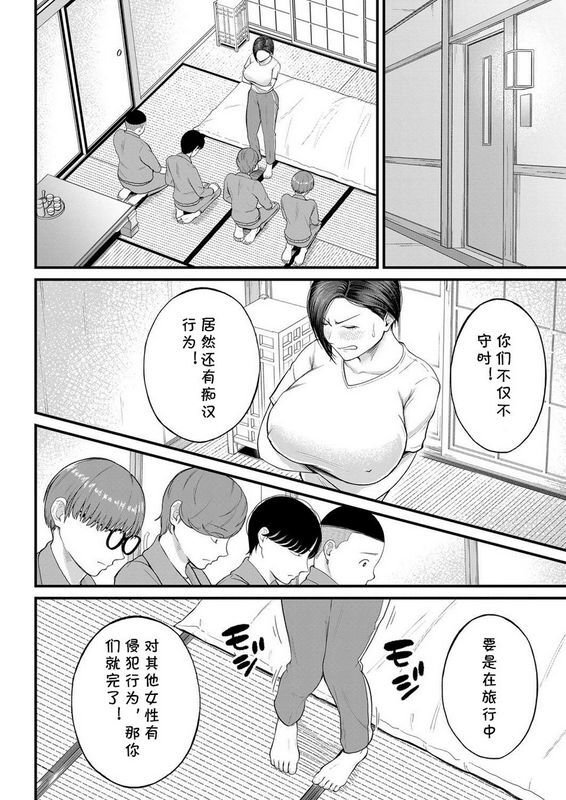 你们不仅不
守时！
居然还有痴汉
行为！
要是在旅行中
对其他女性有
侵犯行为，那你
们就完了！
モジ
モジ